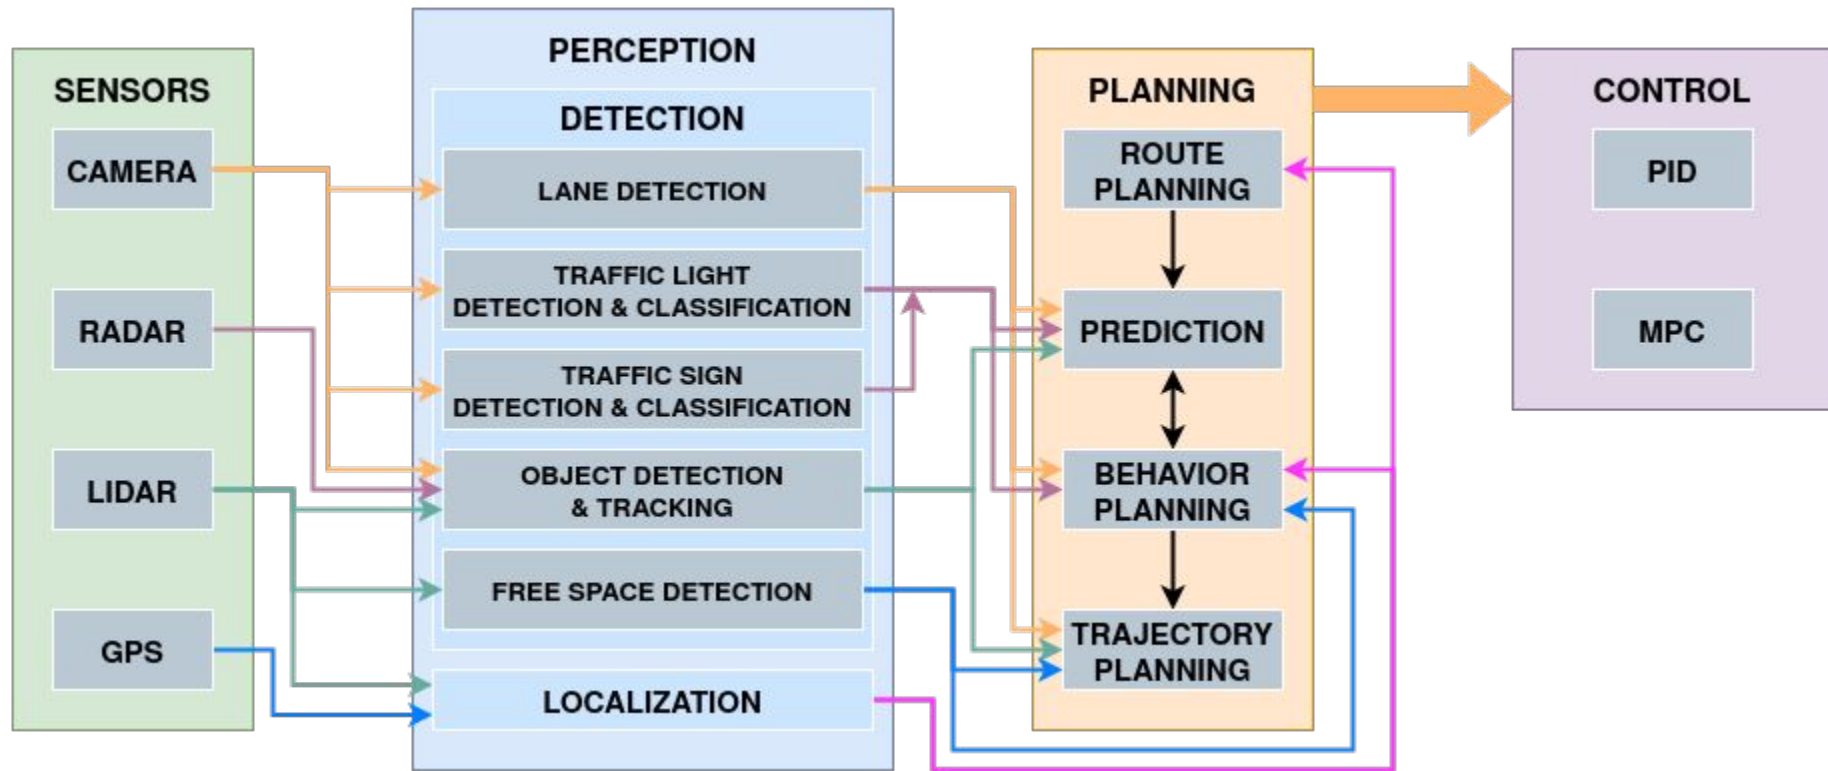 SENSORS
CAMERA
RADAR
LIDAR
GPS
PERCEPTION
DETECTION
LANE DETECTION
TRAFFIC LIGHT
DETECTION & CLASSIFICATION
TRAFFIC SIGN
DETECTION & CLASSIFICATION
OBJECT DETECTION
& TRACKING
FREE SPACE DETECTION
LOCALIZATION
PLANNING
ROUTE
PLANNING
PREDICTION
BEHAVIOR
PLANNING
TRAJECTORY
PLANNING
CONTROL
PID
MPC